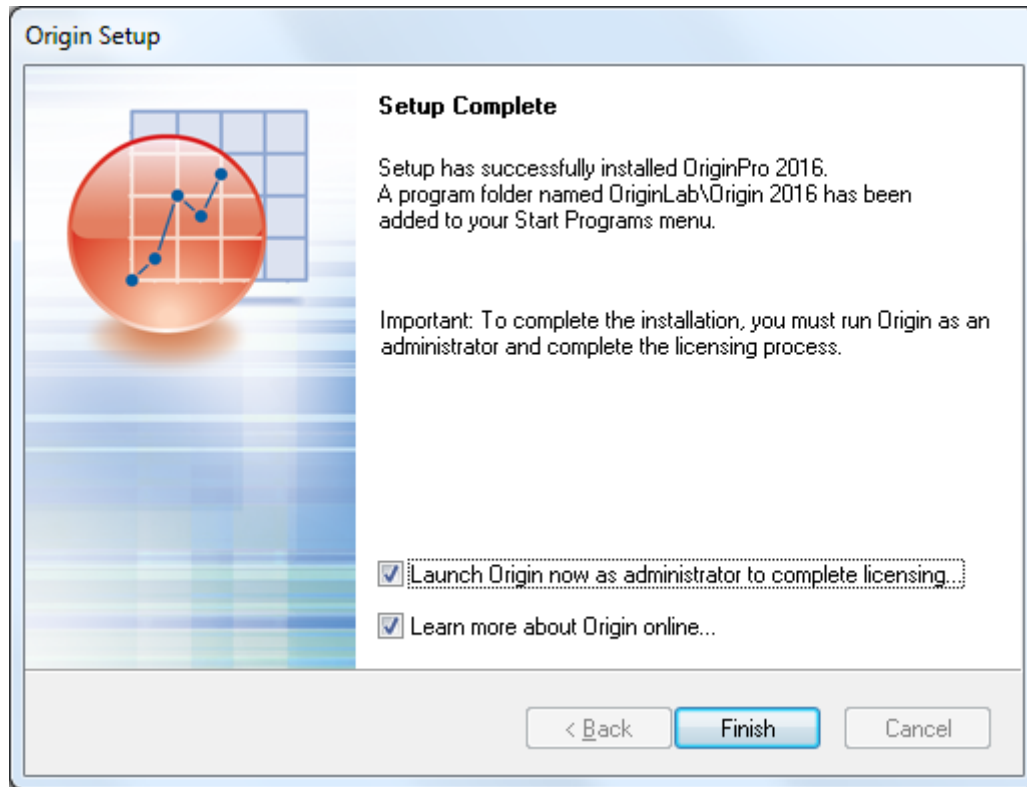 Origin Setup
Setup Complete
Setup has successfully installed OriginPro 2016.
A program folder named OriginLab\Origin 2016 has been
added to your Start Programs menu.
Important: To complete the installation, you must run Origin as an
administrator and complete the licensing process.
Launch Origin now as administrator to complete licensing...
Learn more about Origin online...
< Back
Finish
Cancel